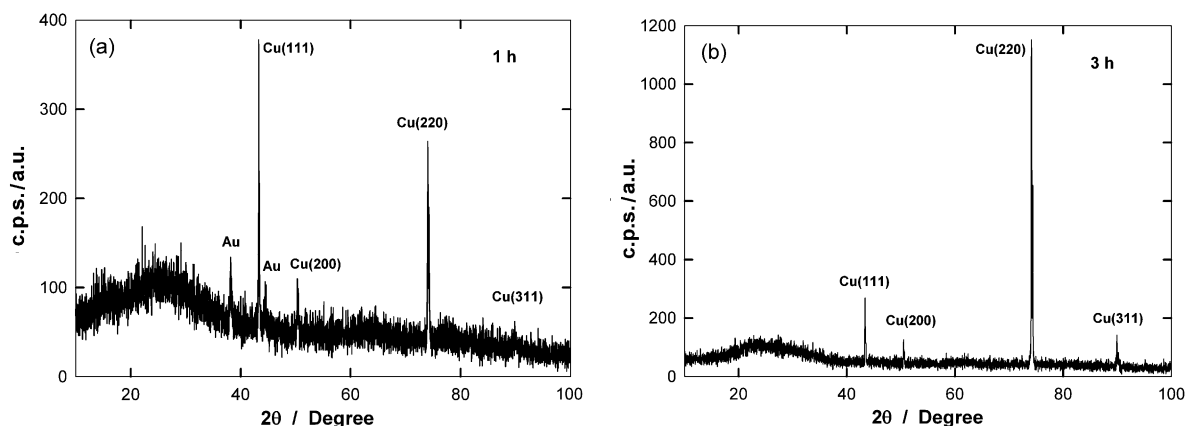 (a)
1 h
400
300
200
100
0
c.p.s./a.u.
Cu(111)
Cu(220)
Au
Au
Cu(200)
Cu(311)
20
40
60
80
100
2θ / Degree
(b)
3 h
1200
1000
800
600
400
200
0
c.p.s./a.u.
Cu(220)
Cu(111)
Cu(200)
Cu(311)
20
40
60
80
100
2θ / Degree